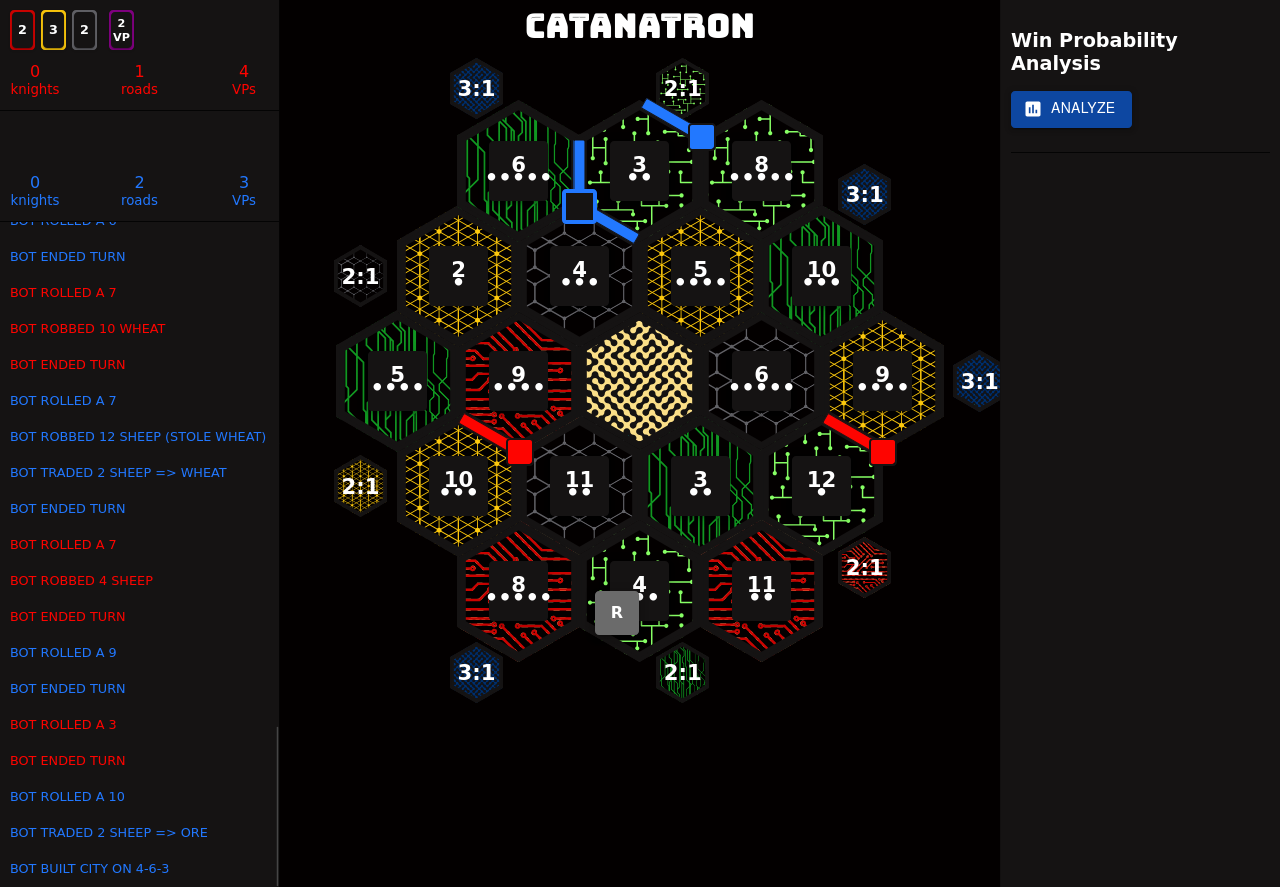 2 3 2 2 VP
0 1 4
knights roads VPs
0 2 3
knights roads VPs
BOT ENDED TURN
BOT ROLLED A 7
BOT ROBBED 10 WHEAT
BOT ENDED TURN
BOT ROLLED A 7
BOT ROBBED 12 SHEEP (STOLE WHEAT)
BOT TRADED 2 SHEEP => WHEAT
BOT ENDED TURN
BOT ROLLED A 7
BOT ROBBED 4 SHEEP
BOT ENDED TURN
BOT ROLLED A 9
BOT ENDED TURN
BOT ROLLED A 3
BOT ENDED TURN
BOT ROLLED A 10
BOT TRADED 2 SHEEP => ORE
BOT BUILT CITY ON 4-6-3
CATANATRON
3:1 2:1
6 3 8
3:1
2:1 2 4 5 10
5 9 6 9 3:1
2:1 10 11 3 12
8 4 11 2:1
R
3:1 2:1
Win Probability
Analysis
ANALYZE